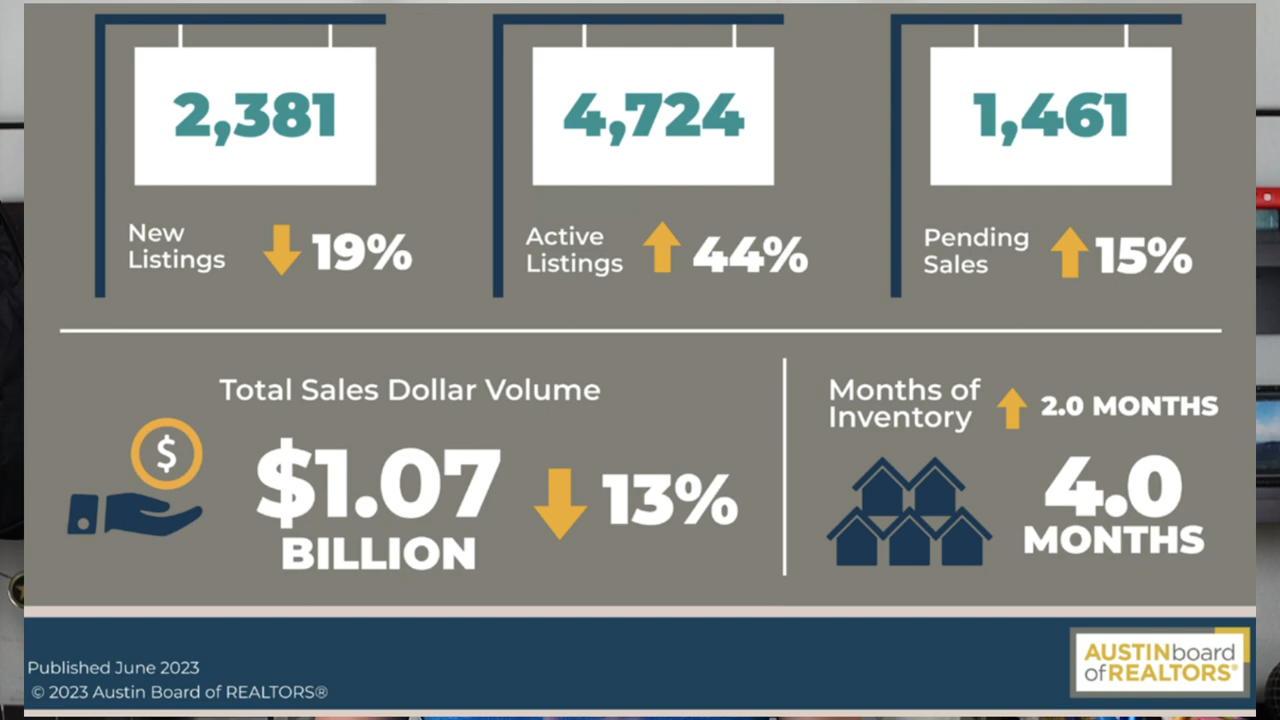 2,381
New
Listings
19%
4,724
Active
Listings
44%
1,461
Pending
Sales
15%
Total Sales Dollar Volume
$
$1.07
BILLION
13%
Months of
Inventory
2.0 MONTHS
4.0
MONTHS
Published June 2023
© 2023 Austin Board of REALTORS®
AUSTINboard
ofREALTORS®